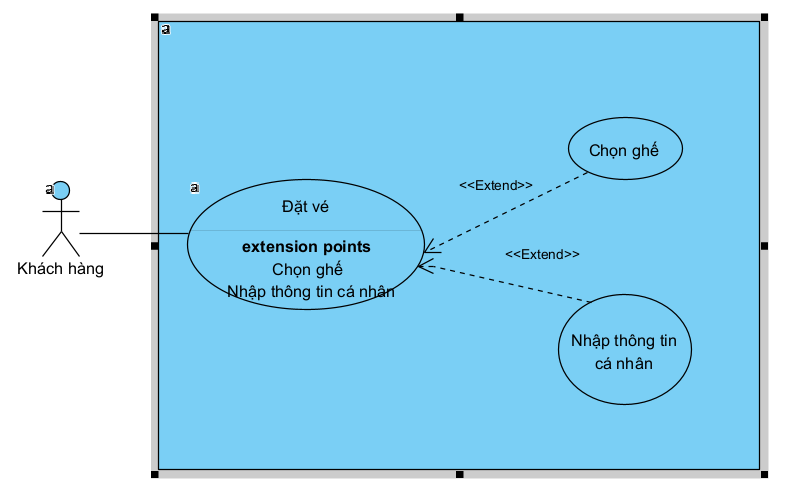 a
<<Extend>>
Chọn ghế
a
a
Đặt vé
extension points
Chọn ghế
Nhập thông tin cá nhân
<<Extend>>
Khách hàng
Nhập thông tin
cá nhân